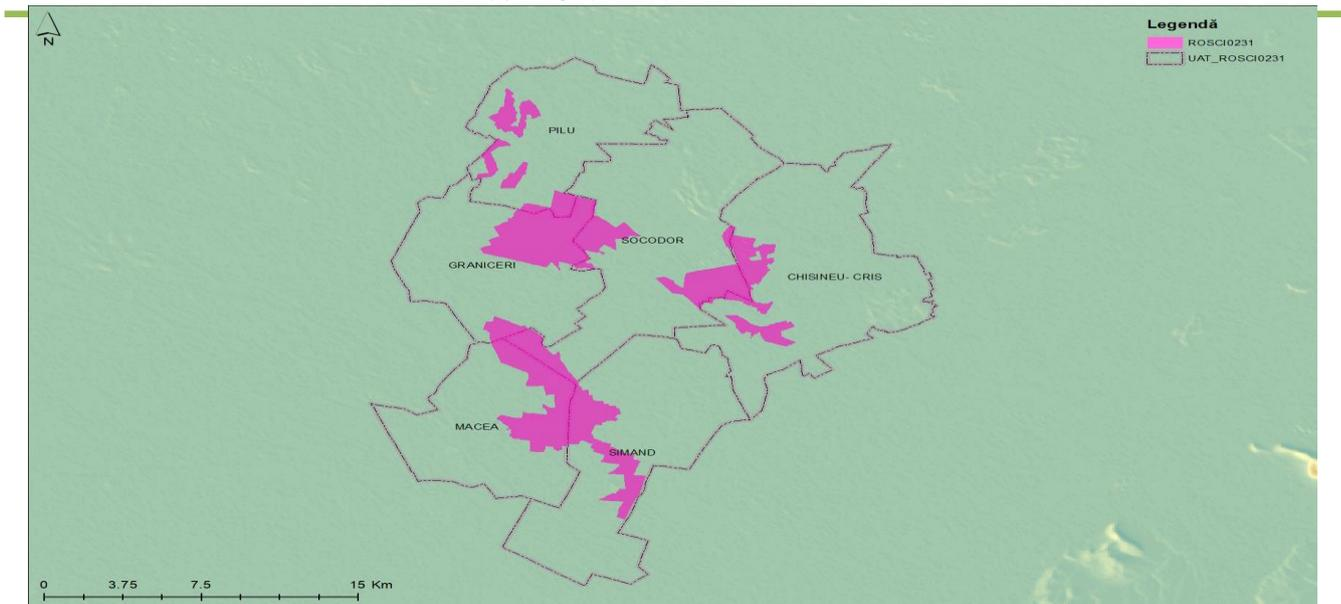 N
Legendă
ROSCI0231
UAT_ROSCI0231
PILU
SOCODOR
GRANICERI
CHISINEU- CRIS
MACEA
SIMAND
0 3.75 7.5 15 Km